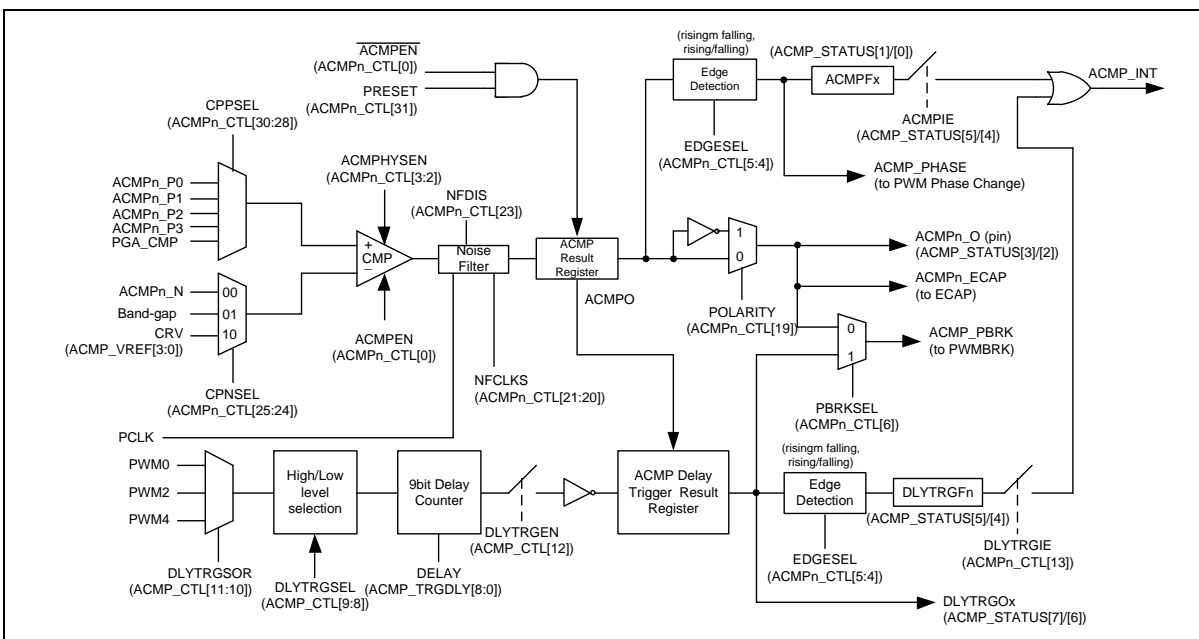 ACMPEN
(ACMPn_CTL[0])
PRESET
(ACMPn_CTL[31])
(risingm falling,
rising/falling)
Edge
Detection
EDGESEL
(ACMPn_CTL[5:4])
(ACMP_STATUS[1]/[0])
ACMPFx
ACMPIE
(ACMP_STATUS[5]/[4])
ACMP_INT
ACMP_PHASE
(to PWM Phase Change)
CPPSEL
(ACMPn_CTL[30:28])
ACMPn_P0
ACMPn_P1
ACMPn_P2
ACMPn_P3
PGA_CMP
ACMPHYSEN
(ACMPn_CTL[3:2])
+
CMP
–
NFDIS
(ACMPn_CTL[23])
Noise
Filter
ACMP
Result
Register
ACMPO
1
0
POLARITY
(ACMPn_CTL[19])
ACMPn_O (pin)
(ACMP_STATUS[3]/[2])
ACMPn_ECAP
(to ECAP)
ACMPn_N
Band-gap
CRV
(ACMP_VREF[3:0])
00
01
10
CPNSEL
(ACMPn_CTL[25:24])
ACMPEN
(ACMPn_CTL[0])
NFCLKS
(ACMPn_CTL[21:20])
0
1
ACMP_PBRK
(to PWMBRK)
PBRKSEL
(ACMPn_CTL[6])
PCLK
PWM0
PWM2
PWM4
DLYTRGSOR
(ACMP_CTL[11:10])
High/Low
level
selection
DLYTRGSEL
(ACMP_CTL[9:8])
9bit Delay
Counter
DELAY
(ACMP_TRGDLY[8:0])
DLYTRGEN
(ACMP_CTL[12])
ACMP Delay
Trigger Result
Register
(risingm falling,
rising/falling)
Edge
Detection
EDGESEL
(ACMPn_CTL[5:4])
DLYTRGFn
(ACMP_STATUS[5]/[4])
DLYTRGIE
(ACMPn_CTL[13])
DLYTRGOx
(ACMP_STATUS[7]/[6])